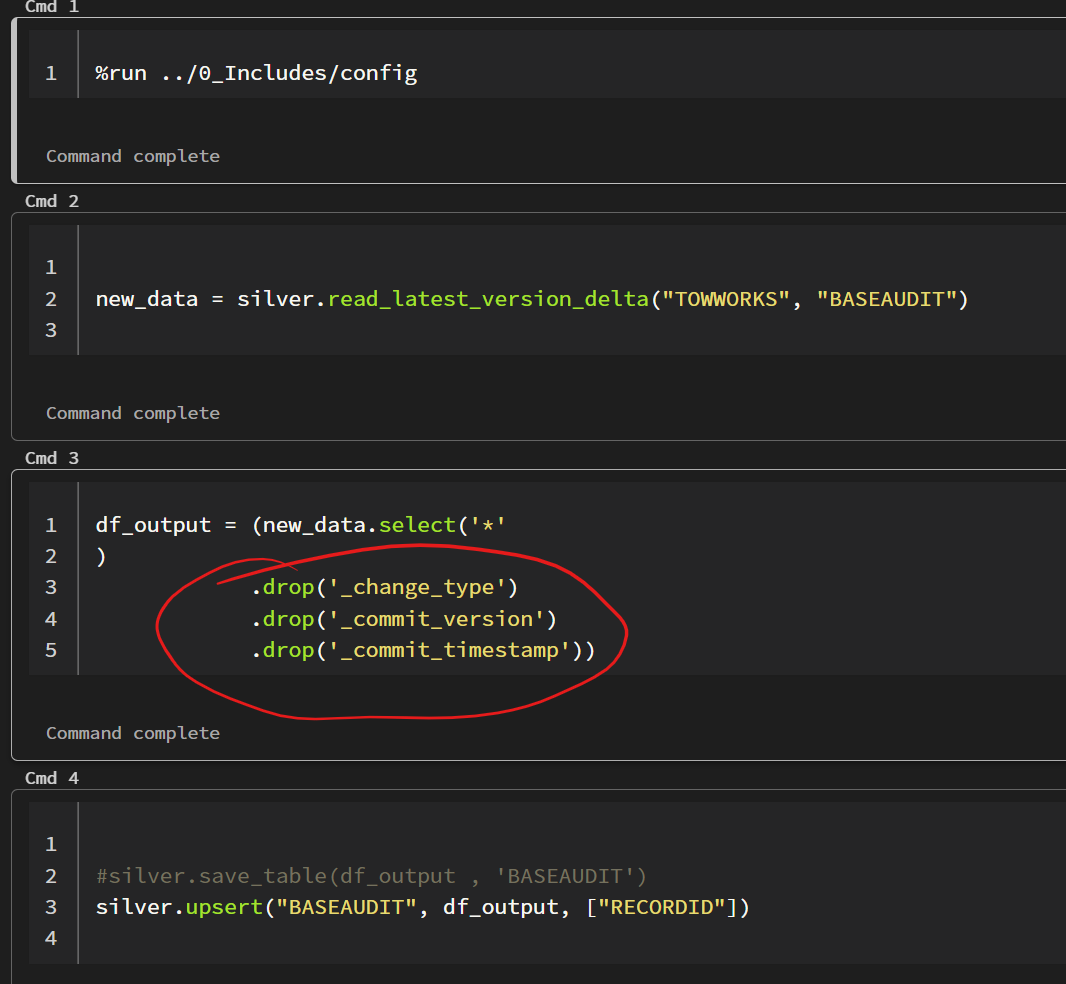 Cmd 1
1 %run ../0_Includes/config
Command complete
Cmd 2
1
2 new_data = silver.read_latest_version_delta("TOWWORKS", "BASEAUDIT")
3
Command complete
Cmd 3
1 df_output = (new_data.select('*'
2 )
3 .drop('_change_type')
4 .drop('_commit_version')
5 .drop('_commit_timestamp'))
Command complete
Cmd 4
1
2 #silver.save_table(df_output , 'BASEAUDIT')
3 silver.upsert("BASEAUDIT", df_output, ["RECORDID"])
4